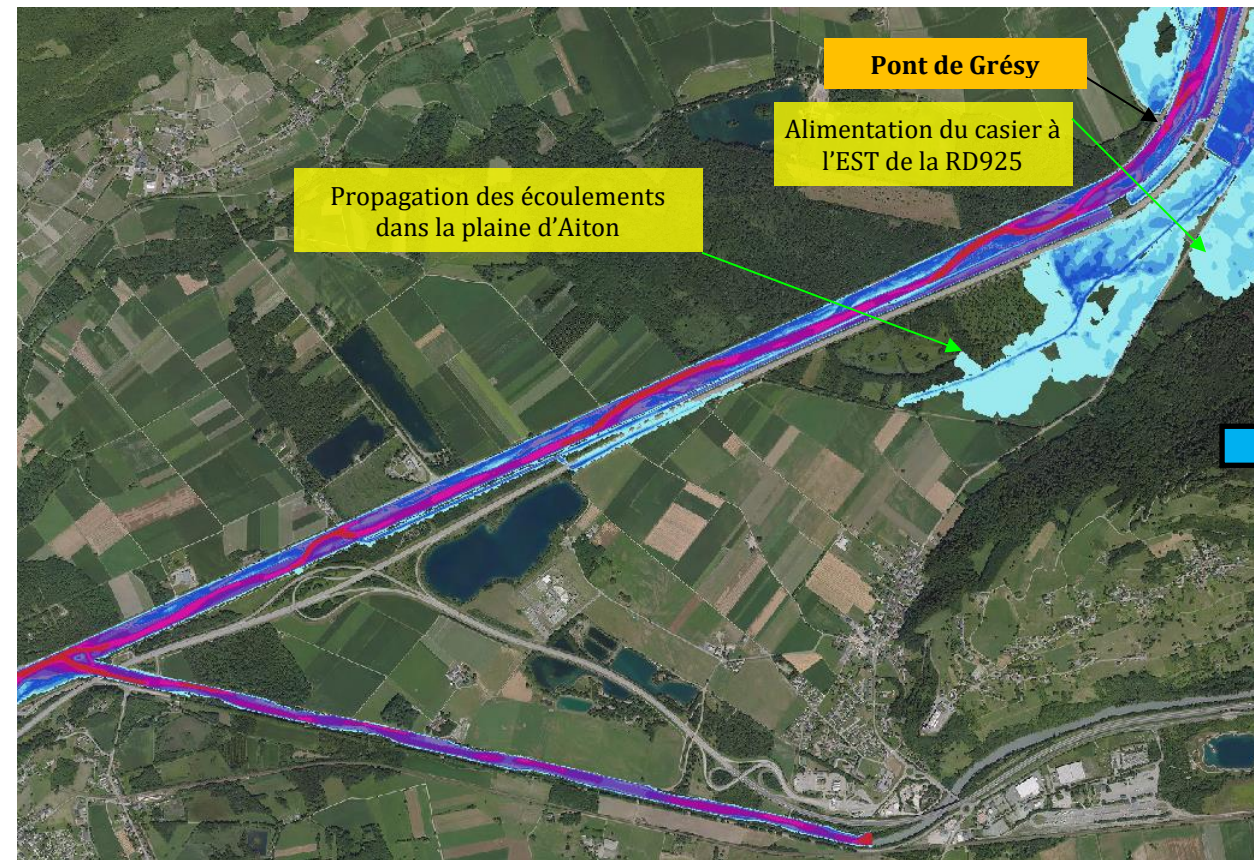 Pont de Grésy
Alimentation du casier à
l’EST de la RD925
Propagation des écoulements
dans la plaine d’Aiton